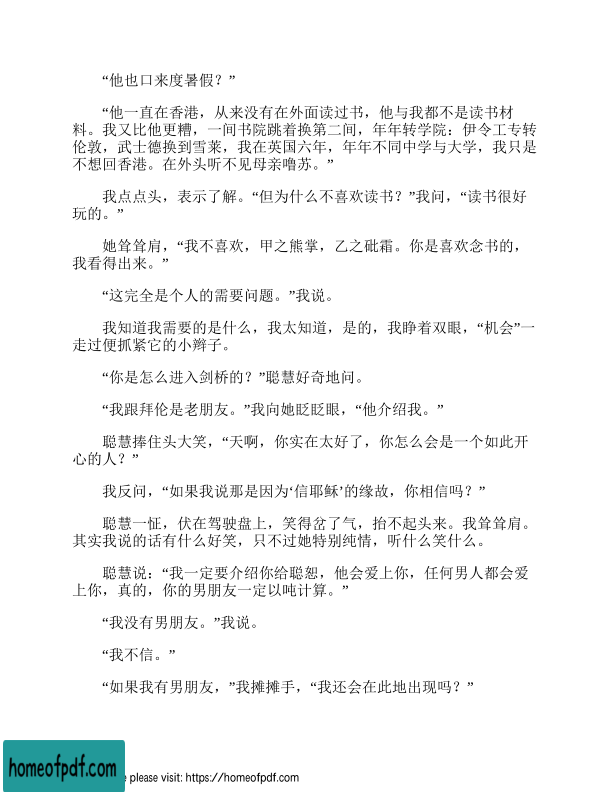 “他也口来度暑假？”
“他一直在香港，从来没有在外面读过书，他与我都不是读书材
料。我又比他更糟，一间书院跳着换第二间，年年转学院：伊令工专转
伦敦，武士德换到雪莱，我在英国六年，年年不同中学与大学，我只是
不想回香港。在外头听不见母亲噜苏。”
我点点头，表示了解。“但为什么不喜欢读书？”我问，“读书很好
玩的。”
她耸耸肩，“我不喜欢，甲之熊掌，乙之砒霜。你是喜欢念书的，
我看得出来。”
“这完全是个人的需要问题。”我说。
我知道我需要的是什么，我太知道，是的，我睁着双眼，“机会”一
走过便抓紧它的小辫子。
“你是怎么进入剑桥的？”聪慧好奇地问。
“我跟拜伦是老朋友。”我向她眨眨眼，“他介绍我。”
聪慧捧住头大笑，“天啊，你实在太好了，你怎么会是一个如此开
心的人？”
我反问，“如果我说那是因为‘信耶稣’的缘故，你相信吗？”
聪慧一怔，伏在驾驶盘上，笑得岔了气，抬不起头来。我耸耸肩。
其实我说的话有什么好笑，只不过她特别纯情，听什么笑什么。
聪慧说：“我一定要介绍你给聪恕，他会爱上你，任何男人都会爱
上你，真的，你的男朋友一定以吨计算。”
“我没有男朋友。”我说。
“我不信。”
“如果我有男朋友，”我摊摊手，“我还会在此地出现吗？”
homeofpdf.com
e please visit: https://homeofpdf.com